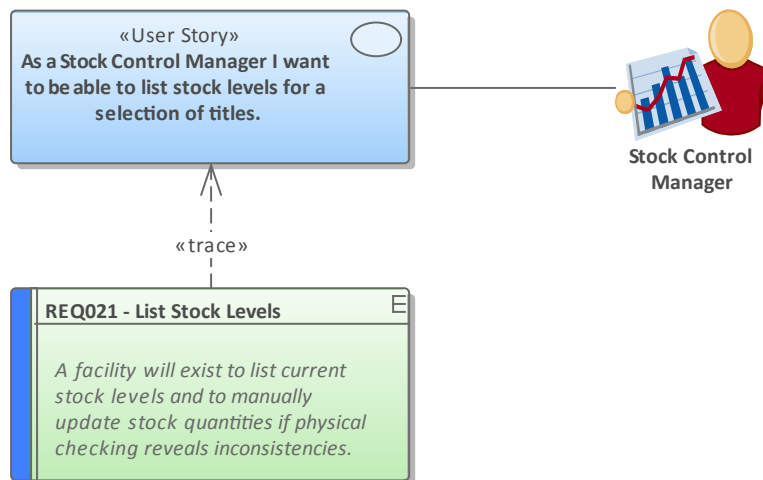 «User Story»
As a Stock Control Manager I want
to be able to list stock levels for a
selection of titles.
Stock Control
Manager
«trace»
REQ021 - List Stock Levels
E
A facility will exist to list current
stock levels and to manually
update stock quantities if physical
checking reveals inconsistencies.